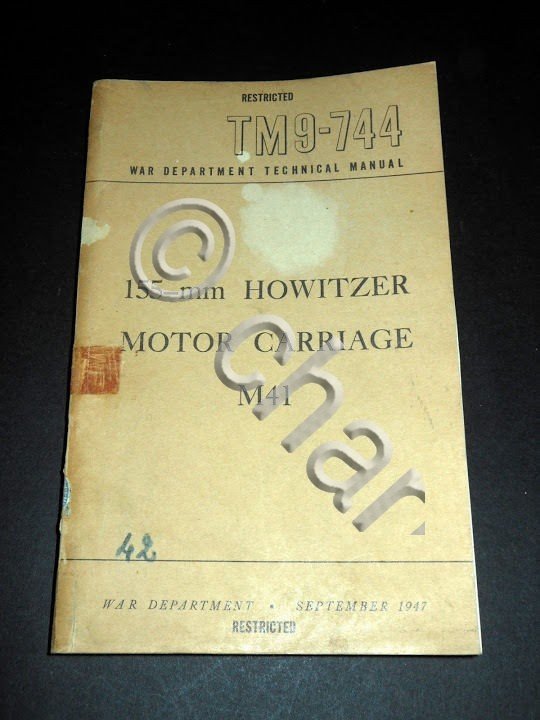 RESTRICTED
TM9-744
WAR DEPARTMENT TECHNICAL MANUAL
155-mm HOWITZER
MOTOR CARRIAGE
M41
42
WAR DEPARTMENT • SEPTEMBER 1947
RESTRICTED
© char